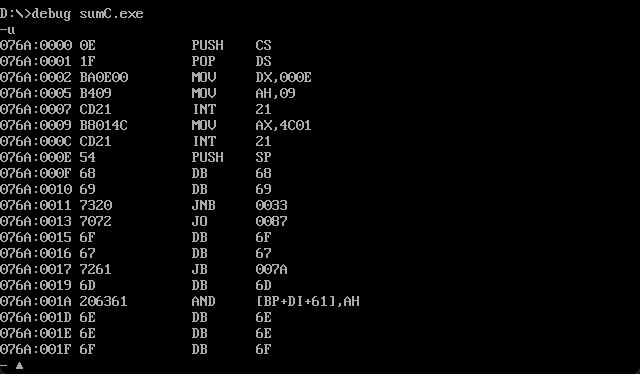 D:\>debug sumC.exe
-u
076A:0000 0E            PUSH    CS
076A:0001 1F            POP     DS
076A:0002 BA0E00        MOV     DX,000E
076A:0005 B409          MOV     AH,09
076A:0007 CD21          INT     21
076A:0009 B8014C        MOV     AX,4C01
076A:000C CD21          INT     21
076A:000E 54            PUSH    SP
076A:000F 68            DB      68
076A:0010 69            DB      69
076A:0011 7320          JNB     0033
076A:0013 7072          JO      0087
076A:0015 6F            DB      6F
076A:0016 67            DB      67
076A:0017 7261          JB      007A
076A:0019 6D            DB      6D
076A:001A 206361        AND     [BP+DI+61],AH
076A:001D 6E            DB      6E
076A:001E 6E            DB      6E
076A:001F 6F            DB      6F
-